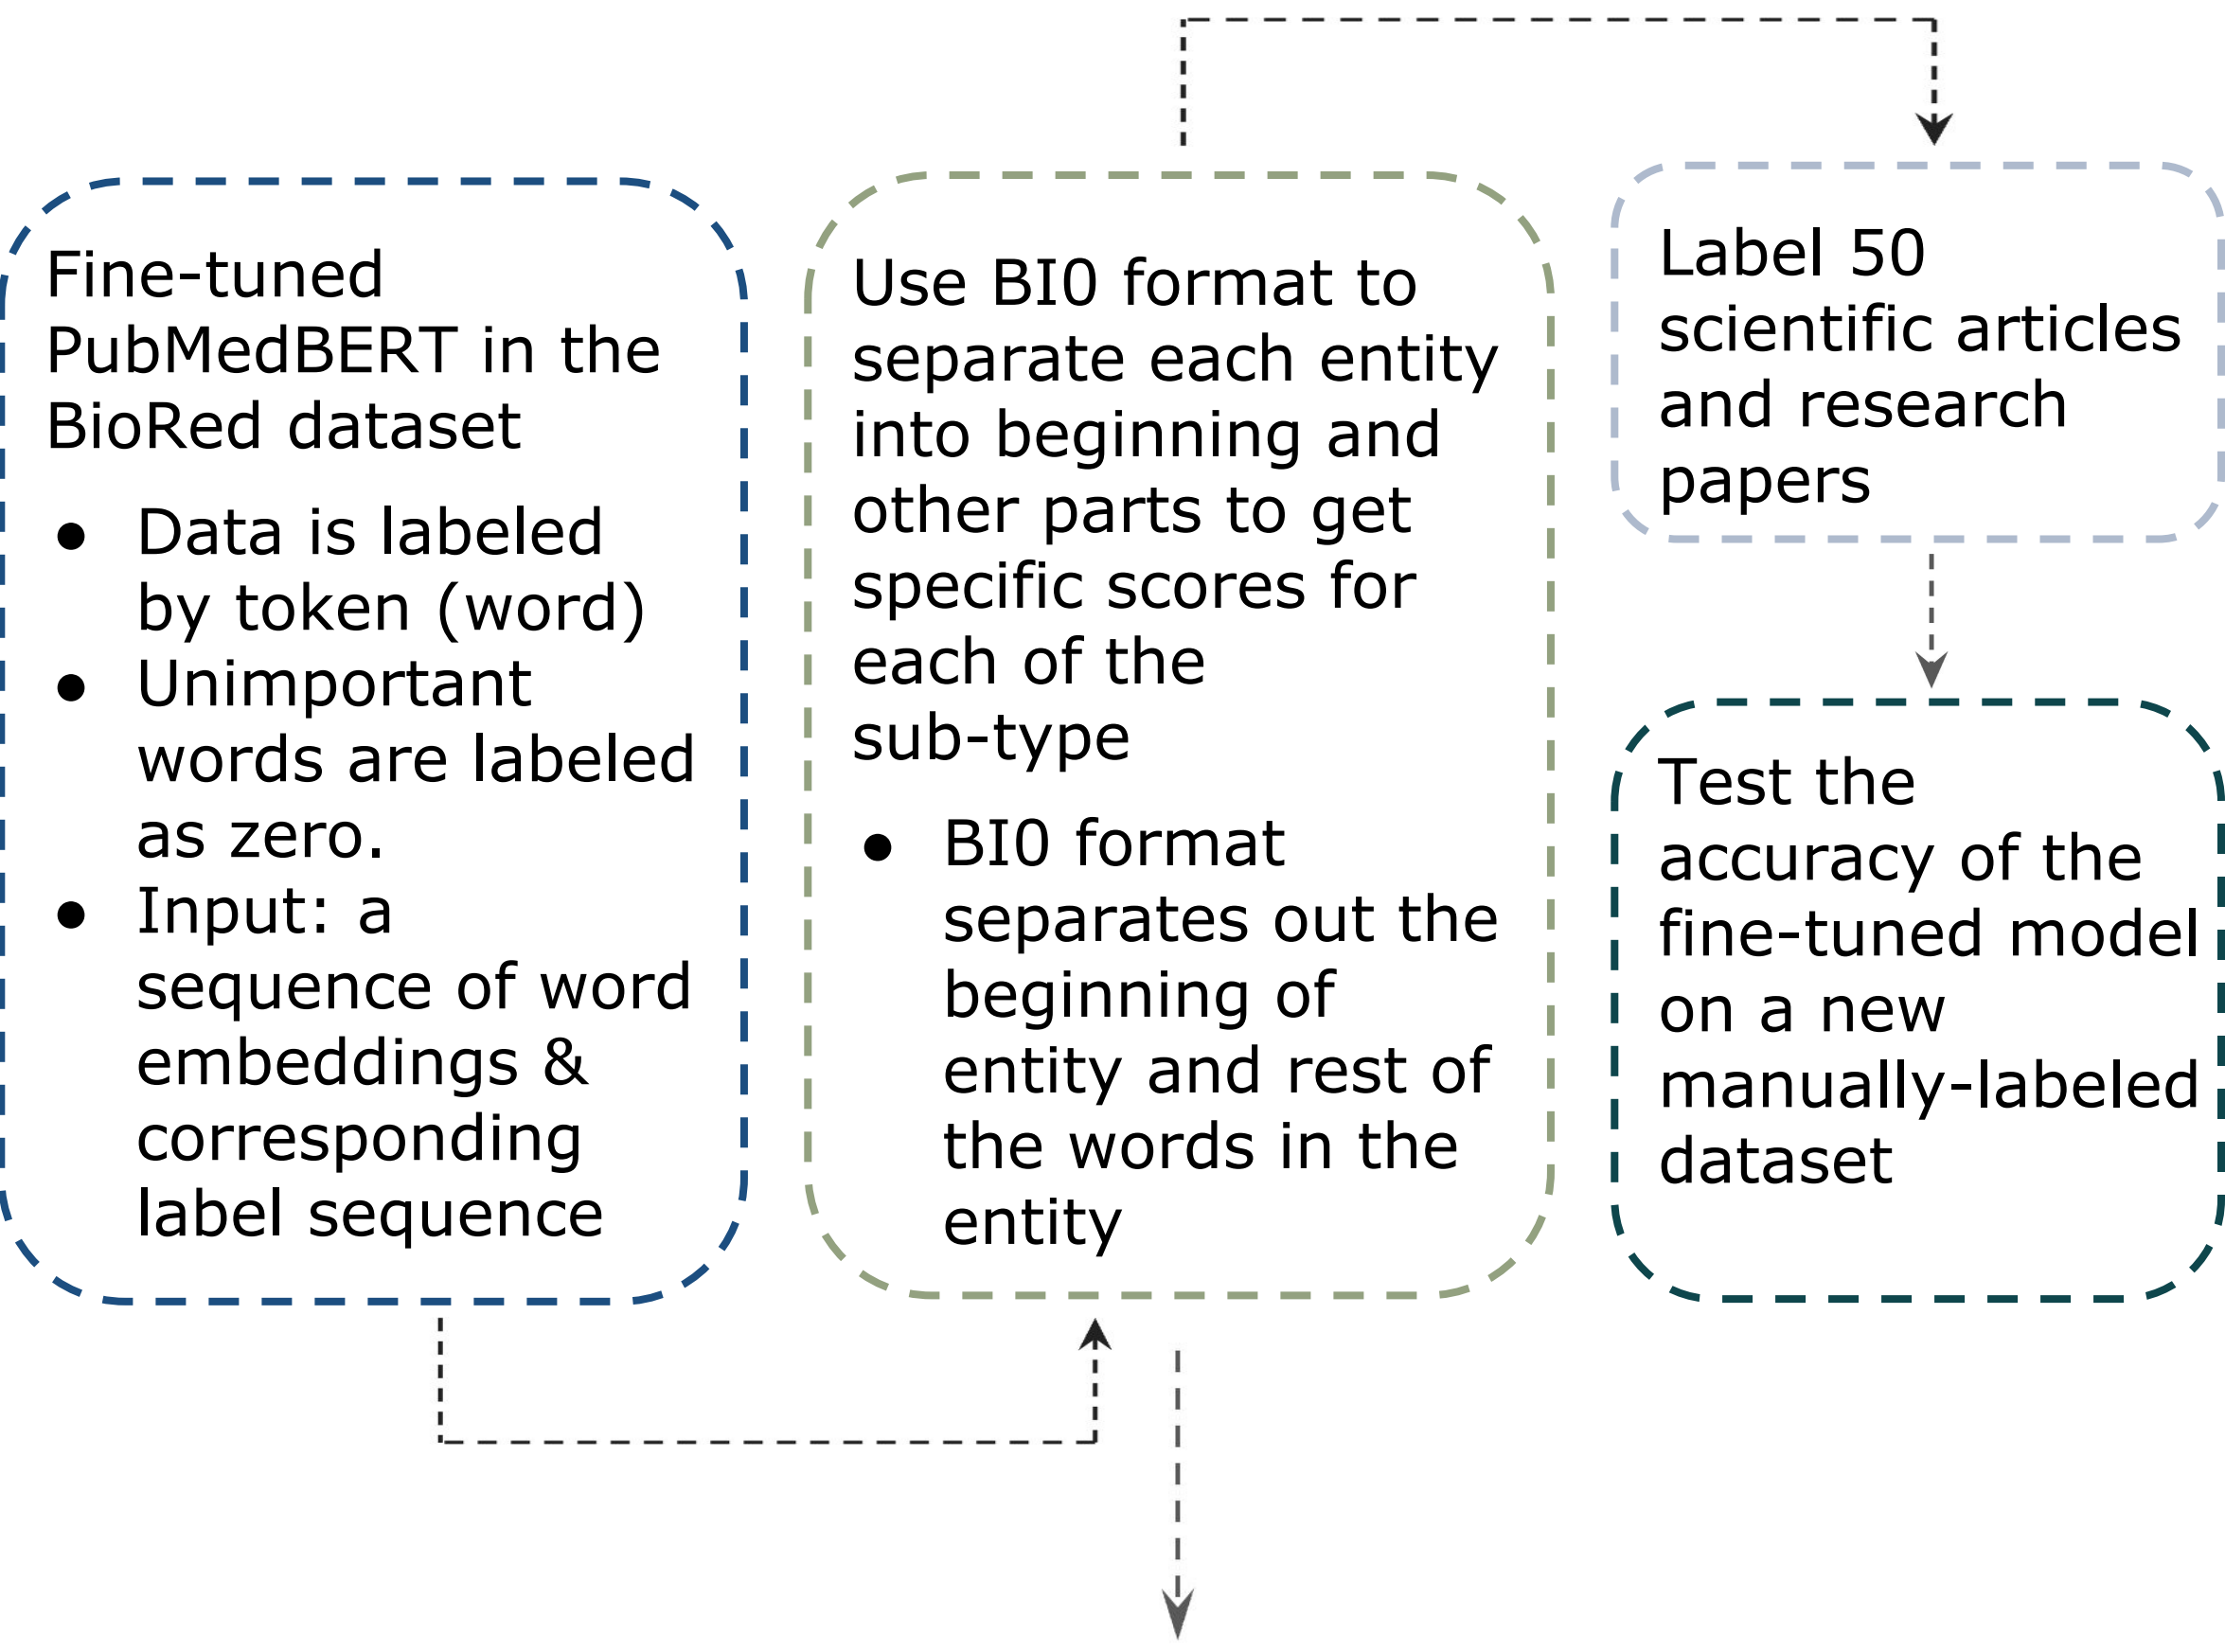 Fine-tuned
PubMedBERT in the
BioRed dataset
● Data is labeled
by token (word)
● Unimportant
words are labeled
as zero.
● Input: a
sequence of word
embeddings &
corresponding
label sequence
Use BI0 format to
separate each entity
into beginning and
other parts to get
specific scores for
each of the
sub-type
● BI0 format
separates out the
beginning of
entity and rest of
the words in the
entity
Label 50
scientific articles
and research
papers
Test the
accuracy of the
fine-tuned model
on a new
manually-labeled
dataset